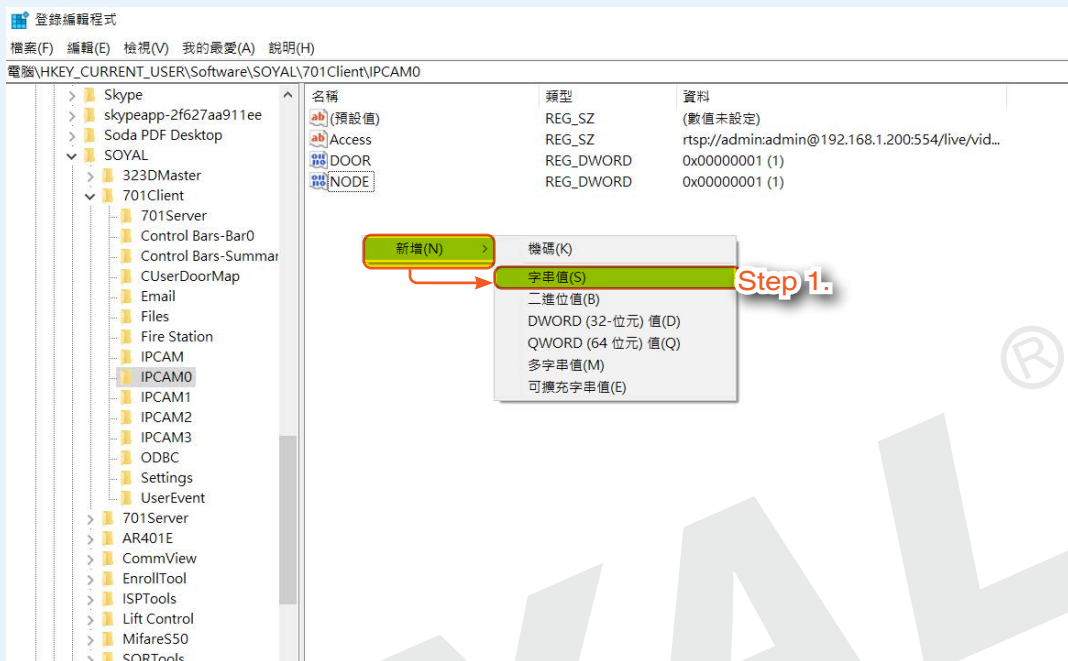 登錄編輯程式
檔案(F) 編輯(E) 檢視(V) 我的最愛(A) 說明(H)
電腦\HKEY_CURRENT_USER\Software\SOYAL\701Client\IPCAM0
Skype
skypeapp-2f627aa911ee
Soda PDF Desktop
SOYAL
323DMaster
701Client
701Server
Control Bars-Bar0
Control Bars-Summar
CUserDoorMap
Email
Files
Fire Station
IPCAM
IPCAM0
IPCAM1
IPCAM2
IPCAM3
ODBC
Settings
UserEvent
701Server
AR401E
CommView
EnrollTool
ISPTools
Lift Control
MifareS50
SORTools
名稱 類型 資料
ab (預設值) REG_SZ (數值未設定)
ab Access REG_SZ rtsp://admin:admin@192.168.1.200:554/live/vid...
DOOR REG_DWORD 0x00000001 (1)
NODE REG_DWORD 0x00000001 (1)
新增(N) > 機碼(K)
字串值(S)
Step 1.
二進位值(B)
DWORD (32-位元) 值(D)
QWORD (64 位元) 值(Q)
多字串值(M)
可擴充字串值(E)
®
YAL